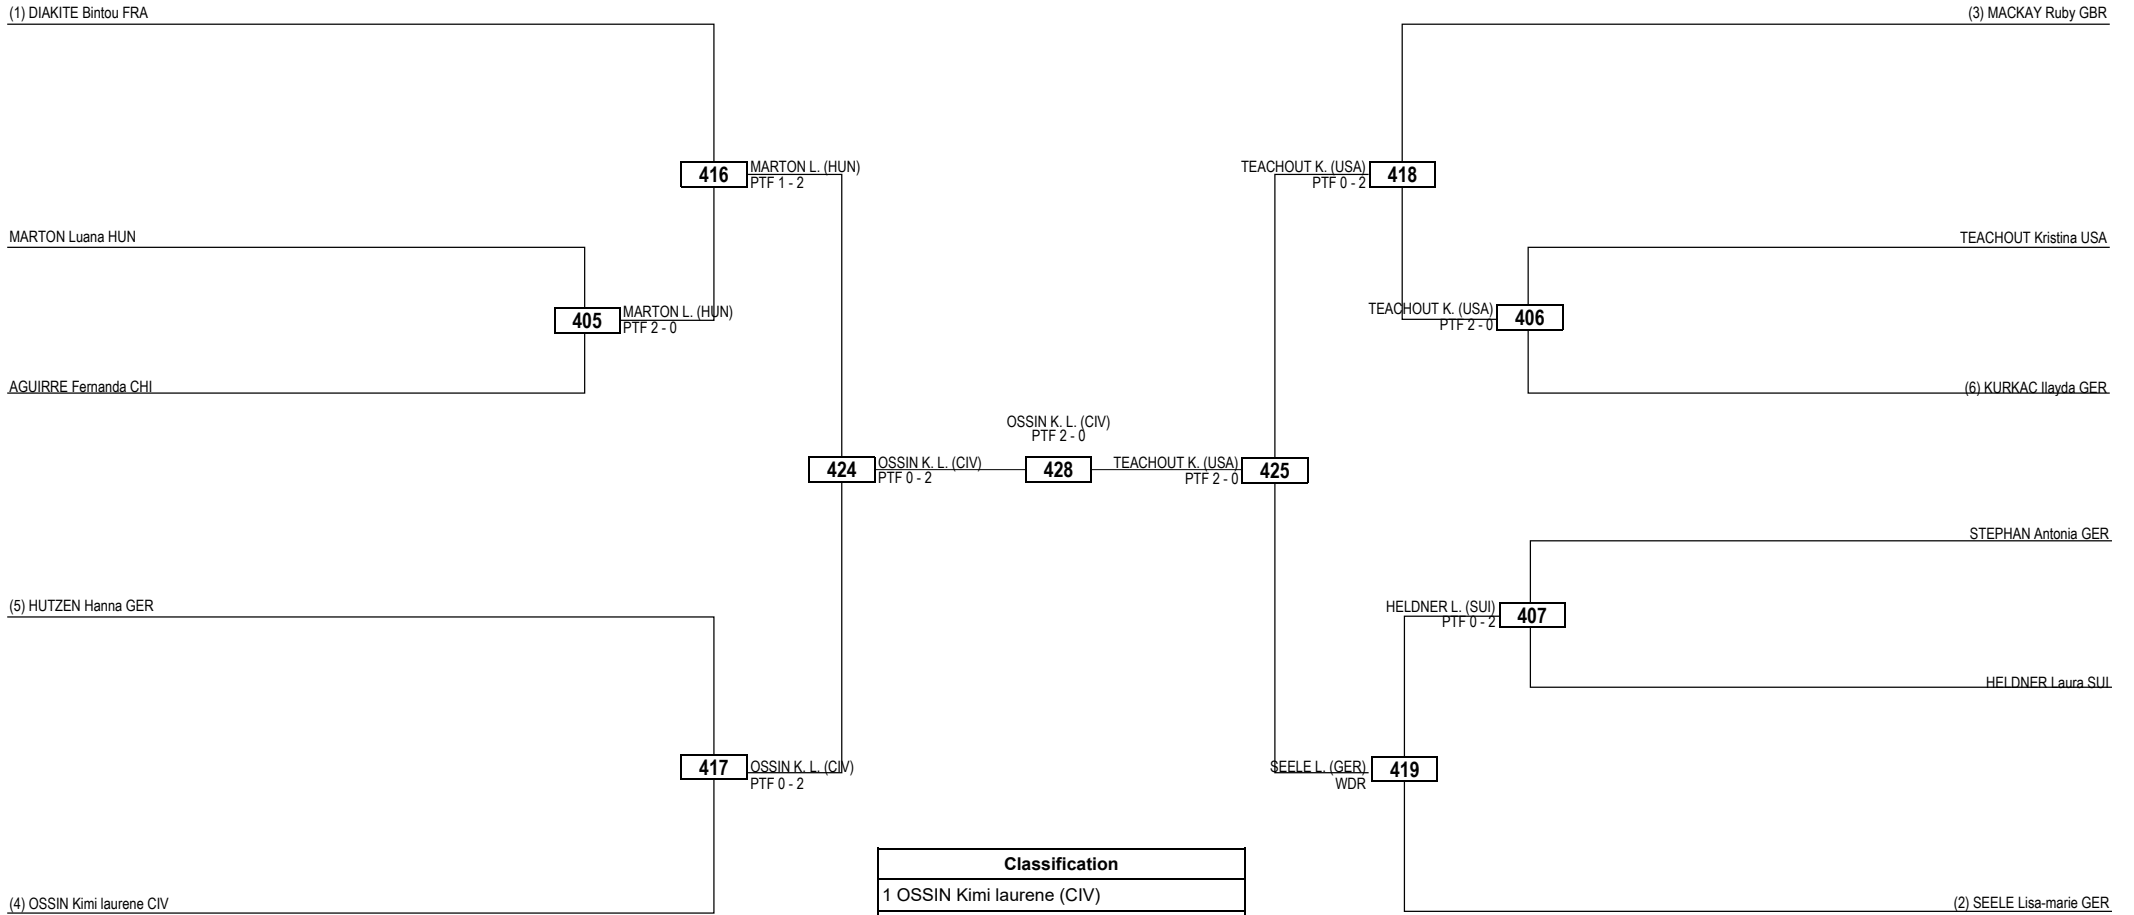 (1) DIAKITE Bintou FRA
(3) MACKAY Ruby GBR
416
MARTON L. (HUN)
PTF 1 - 2
TEACHOUT K. (USA)
PTF 0 - 2
418
MARTON Luana HUN
TEACHOUT Kristina USA
405
MARTON L. (HUN)
PTF 2 - 0
TEACHOUT K. (USA)
PTF 2 - 0
406
AGUIRRE Fernanda CHI
(6) KURKAC Ilayda GER
OSSIN K. L. (CIV)
PTF 2 - 0
424
OSSIN K. L. (CIV)
PTF 0 - 2
428
TEACHOUT K. (USA)
PTF 2 - 0
425
STEPHAN Antonia GER
(5) HUTZEN Hanna GER
HELDNER L. (SUI)
PTF 0 - 2
407
HELDNER Laura SUI
417
OSSIN K. L. (CIV)
PTF 0 - 2
SEELE L. (GER)
WDR
419
Classification
1 OSSIN Kimi laurene (CIV)
(4) OSSIN Kimi laurene CIV
(2) SEELE Lisa-marie GER